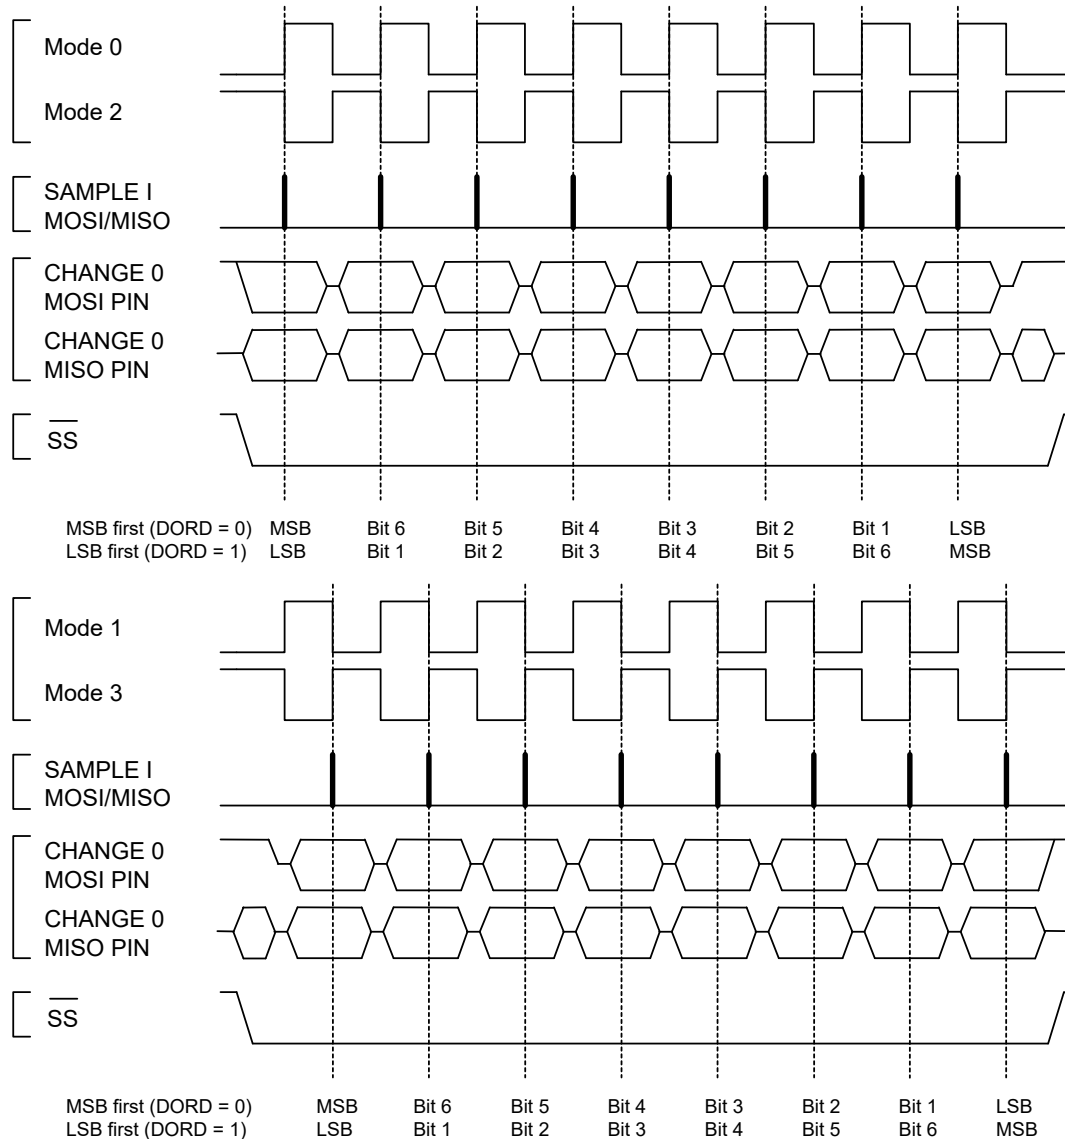 Mode 0
Mode 2
SAMPLE I
MOSI/MISO
CHANGE 0
MOSI PIN
CHANGE 0
MISO PIN
SS
MSB first (DORD = 0) MSB Bit 6 Bit 5 Bit 4 Bit 3 Bit 2 Bit 1 LSB
LSB first (DORD = 1) LSB Bit 1 Bit 2 Bit 3 Bit 4 Bit 5 Bit 6 MSB
Mode 1
Mode 3
SAMPLE I
MOSI/MISO
CHANGE 0
MOSI PIN
CHANGE 0
MISO PIN
SS
MSB first (DORD = 0) MSB Bit 6 Bit 5 Bit 4 Bit 3 Bit 2 Bit 1 LSB
LSB first (DORD = 1) LSB Bit 1 Bit 2 Bit 3 Bit 4 Bit 5 Bit 6 MSB